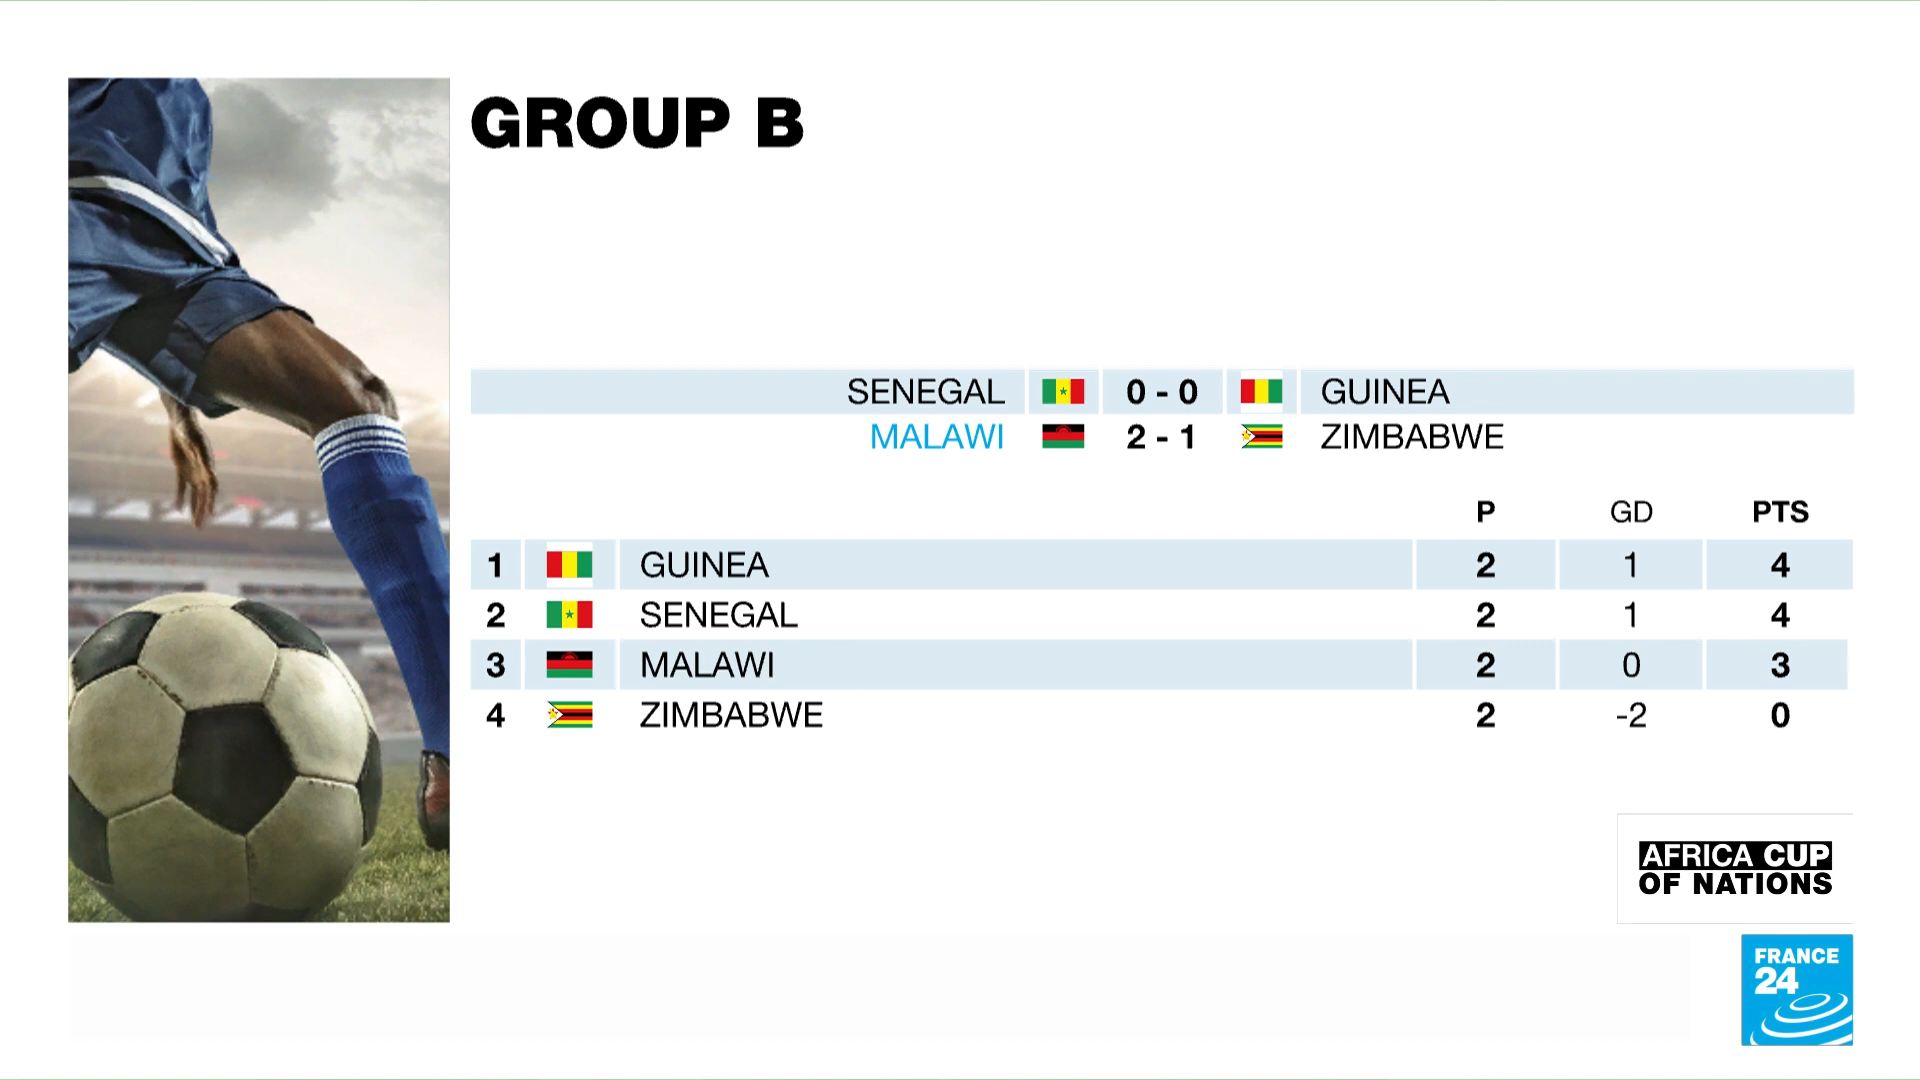 GROUP B
SENEGAL 0 - 0 GUINEA
MALAWI 2 - 1 ZIMBABWE
P GD PTS
1 GUINEA 2 1 4
2 SENEGAL 2 1 4
3 MALAWI 2 0 3
4 ZIMBABWE 2 -2 0
AFRICA CUP
OF NATIONS
FRANCE
24